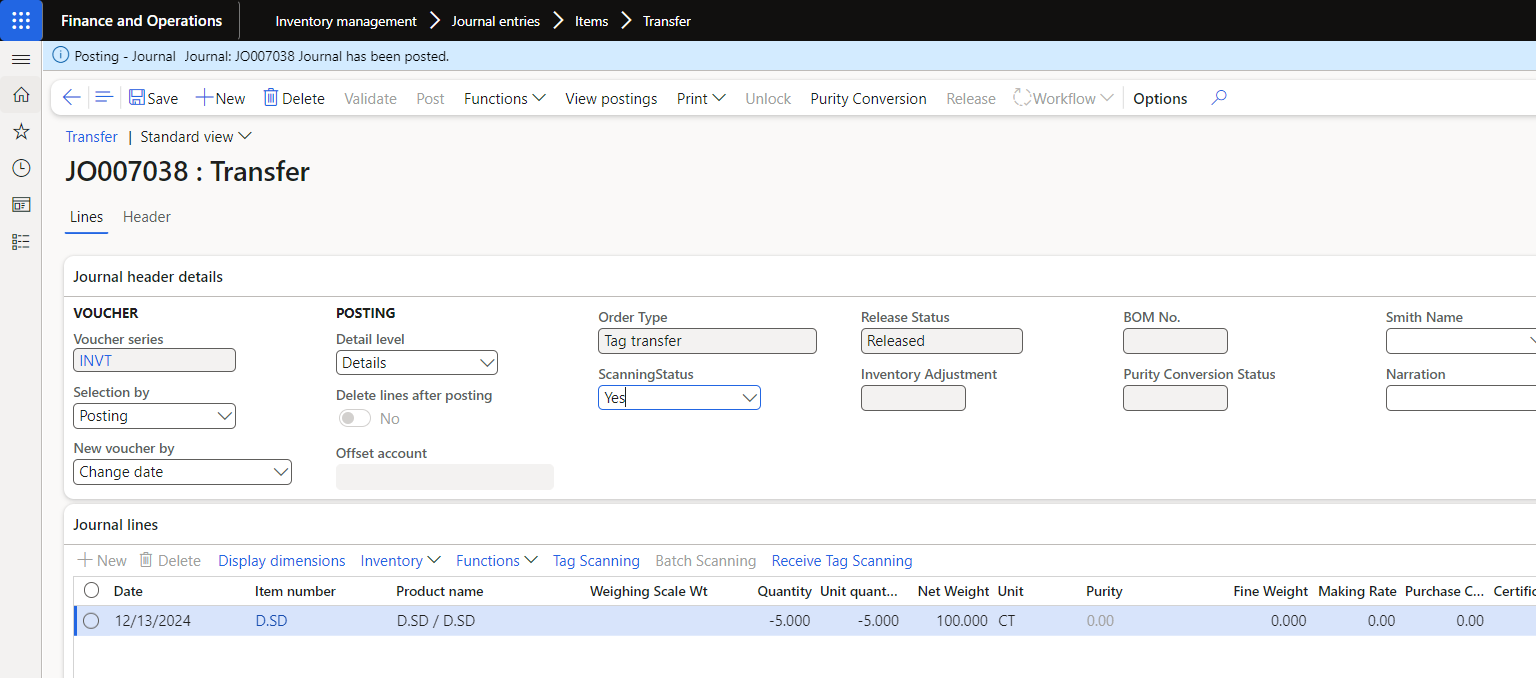 Finance and Operations Inventory management Journal entries Items Transfer
Posting - Journal Journal: JO007038 Journal has been posted.
Save New Delete Validate Post Functions View postings Print Unlock Purity Conversion Release Workflow Options
Transfer | Standard view
JO007038 : Transfer
Lines Header
Journal header details
VOUCHER POSTING Order Type Release Status BOM No. Smith Name
Voucher series Detail level
INVT Details Tag transfer Released
Selection by Delete lines after posting ScanningStatus Inventory Adjustment Purity Conversion Status Narration
Posting No Yes
New voucher by Offset account
Change date
Journal lines
New Delete Display dimensions Inventory Functions Tag Scanning Batch Scanning Receive Tag Scanning
Date Item number Product name Weighing Scale Wt Quantity Unit quant... Net Weight Unit Purity Fine Weight Making Rate Purchase C... Certific
12/13/2024 D.SD D.SD / D.SD -5.000 -5.000 100.000 CT 0.00 0.000 0.00 0.00